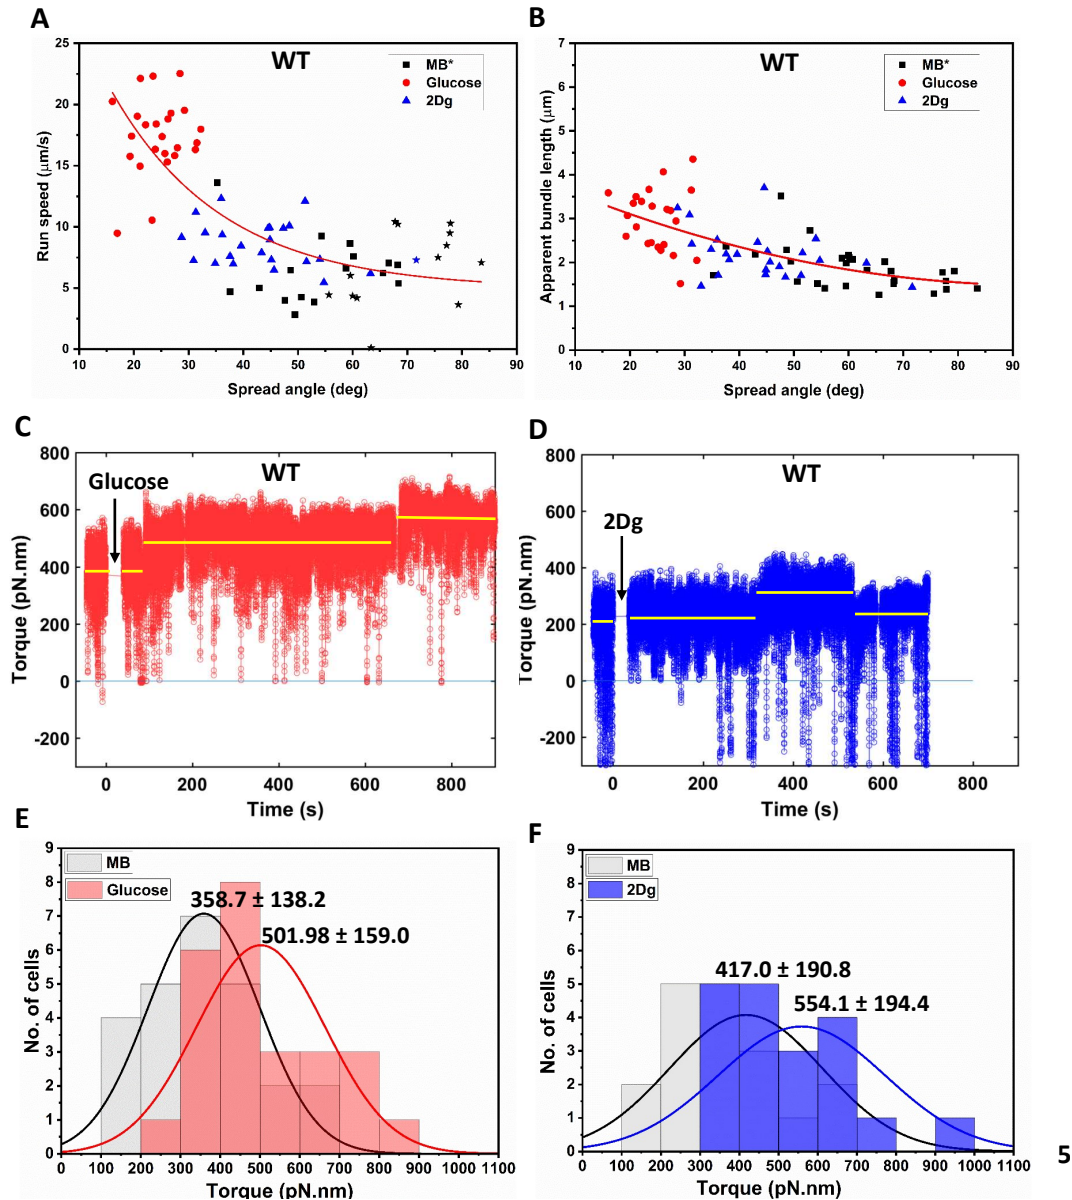 A
B
WT
MB*
Glucose
2Dg
25
20
15
10
5
0
Run speed (μm/s)
10 20 30 40 50 60 70 80 90
Spread angle (deg)
WT
MB*
Glucose
2Dg
7
6
5
4
3
2
1
0
Apparent bundle length (μm)
10 20 30 40 50 60 70 80 90
Spread angle (deg)
C
D
WT
Glucose
800
600
400
200
0
-200
Torque (pN.nm)
0 200 400 600 800
Time (s)
WT
2Dg
800
600
400
200
0
-200
Torque (pN.nm)
0 200 400 600 800
Time (s)
E
F
MB
Glucose
358.7 ± 138.2
501.98 ± 159.0
9
8
7
6
5
4
3
2
1
0
No. of cells
0 100 200 300 400 500 600 700 800 900 1000 1100
Torque (pN.nm)
MB
2Dg
417.0 ± 190.8
554.1 ± 194.4
9
8
7
6
5
4
3
2
1
0
No. of cells
0 100 200 300 400 500 600 700 800 900 1000 1100
Torque (pN.nm)
5